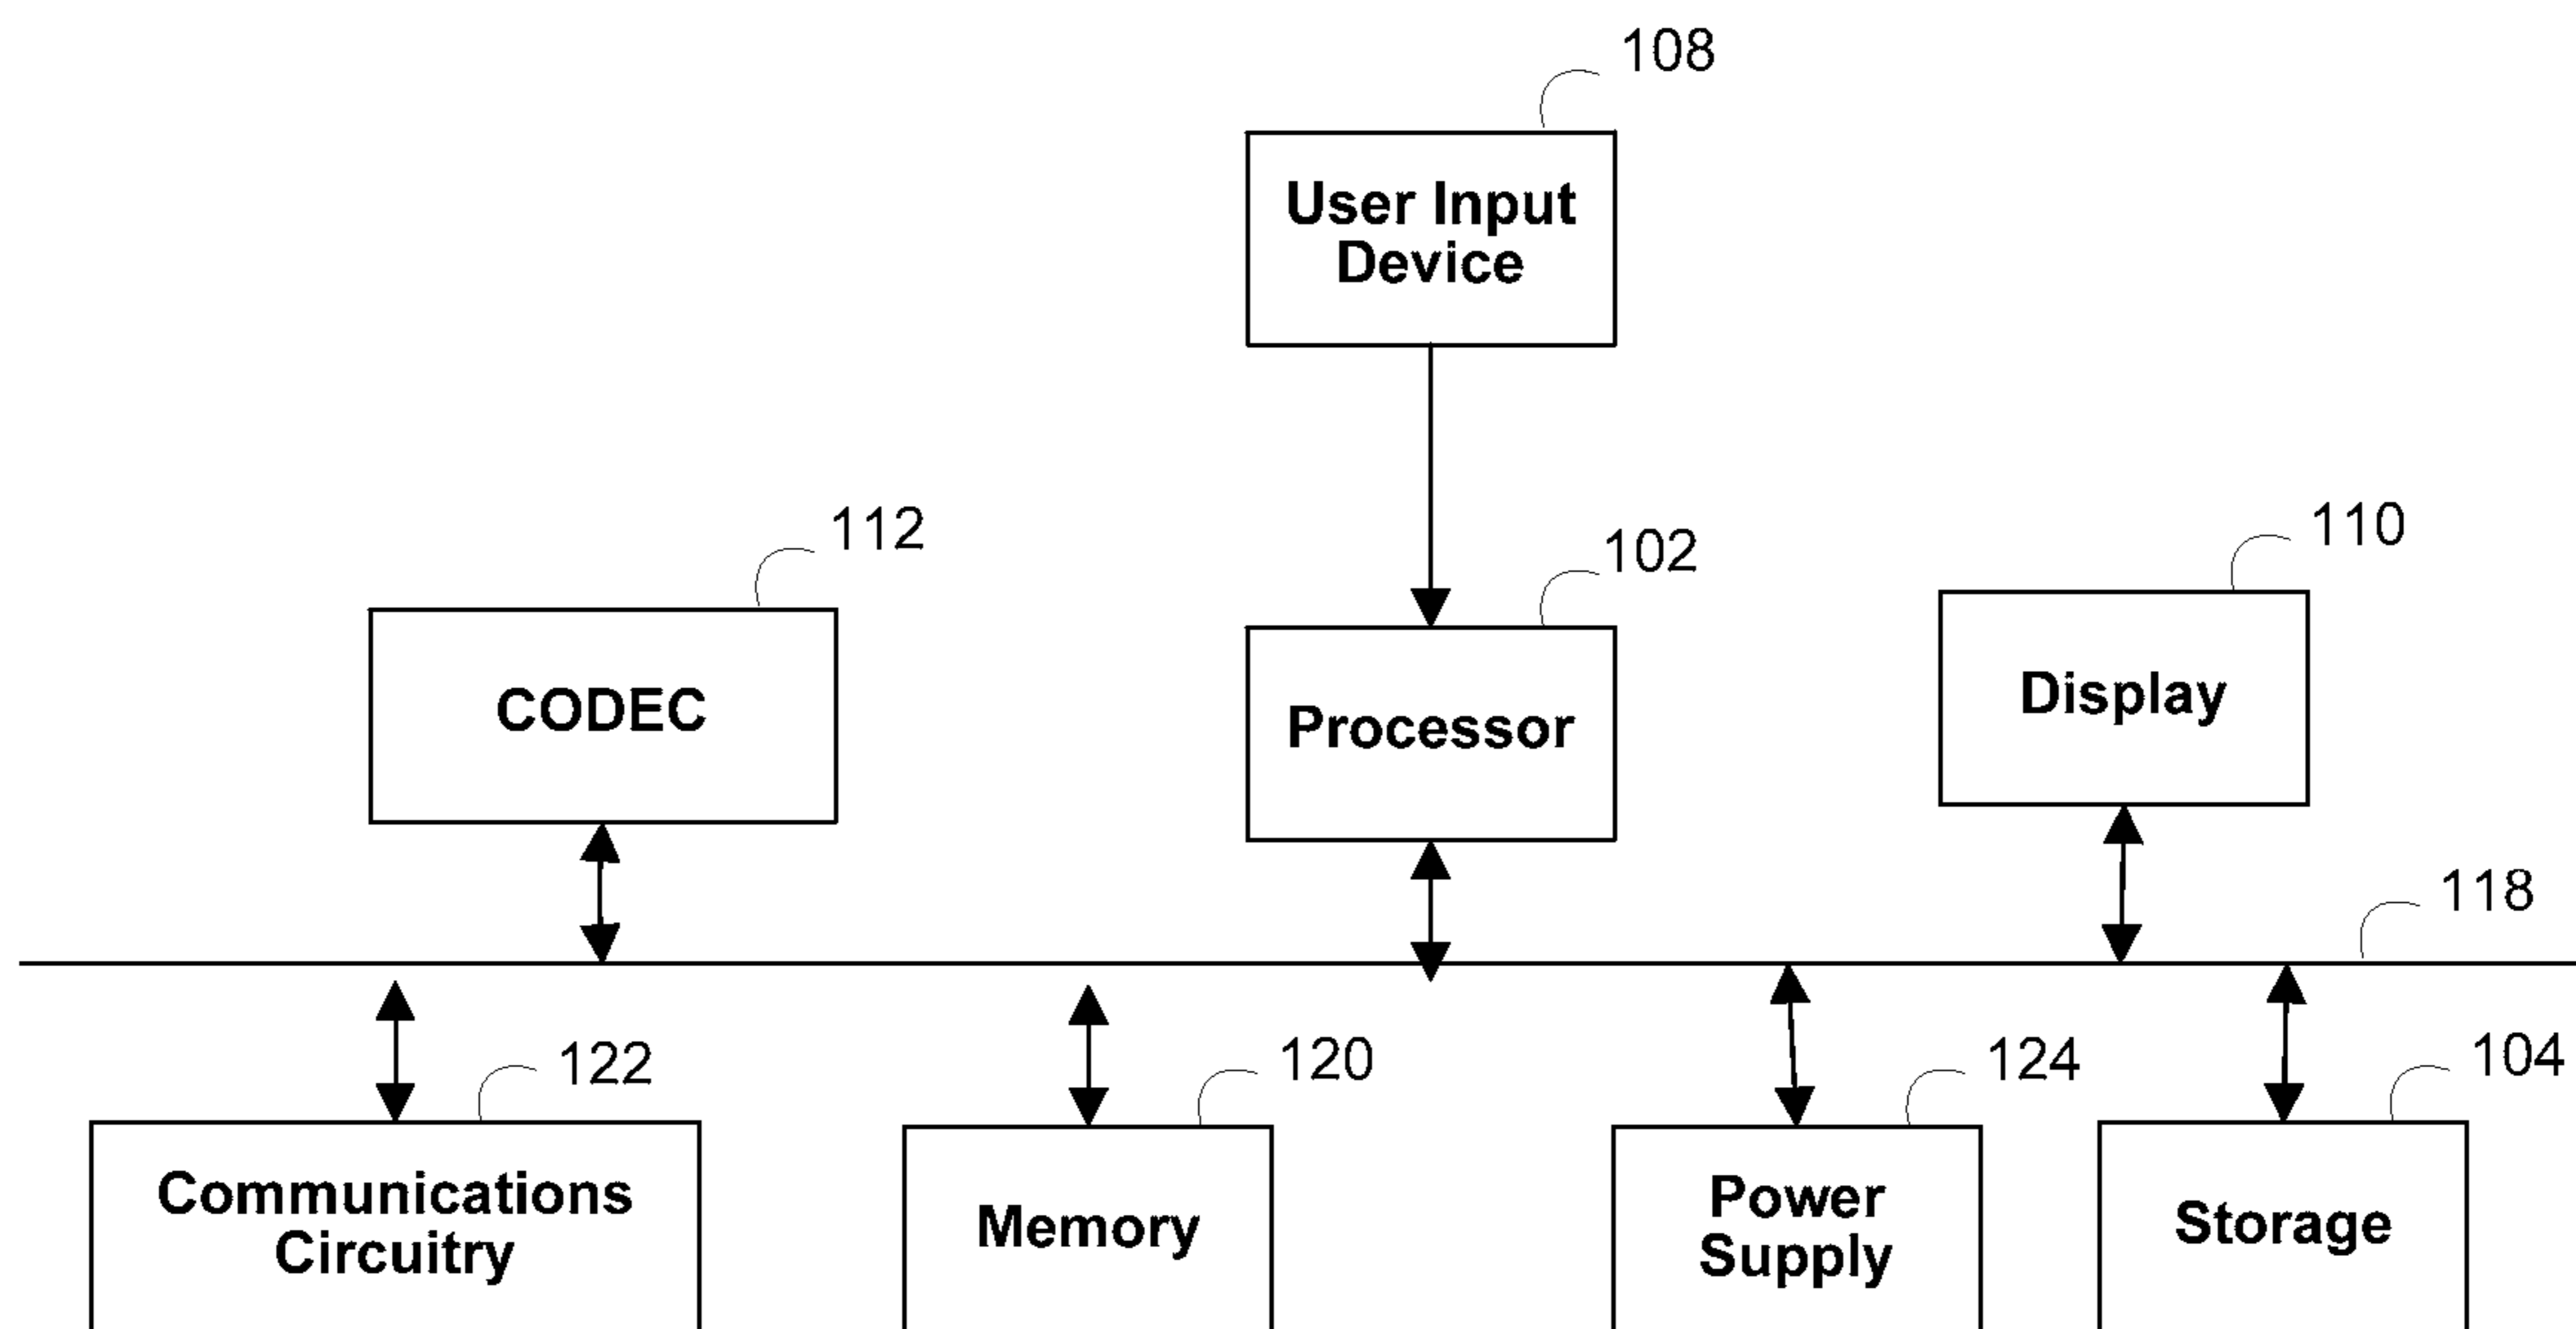 108
User Input
Device
112
102
110
CODEC
Processor
Display
118
122
120
124
104
Communications
Circuitry
Memory
Power
Supply
Storage